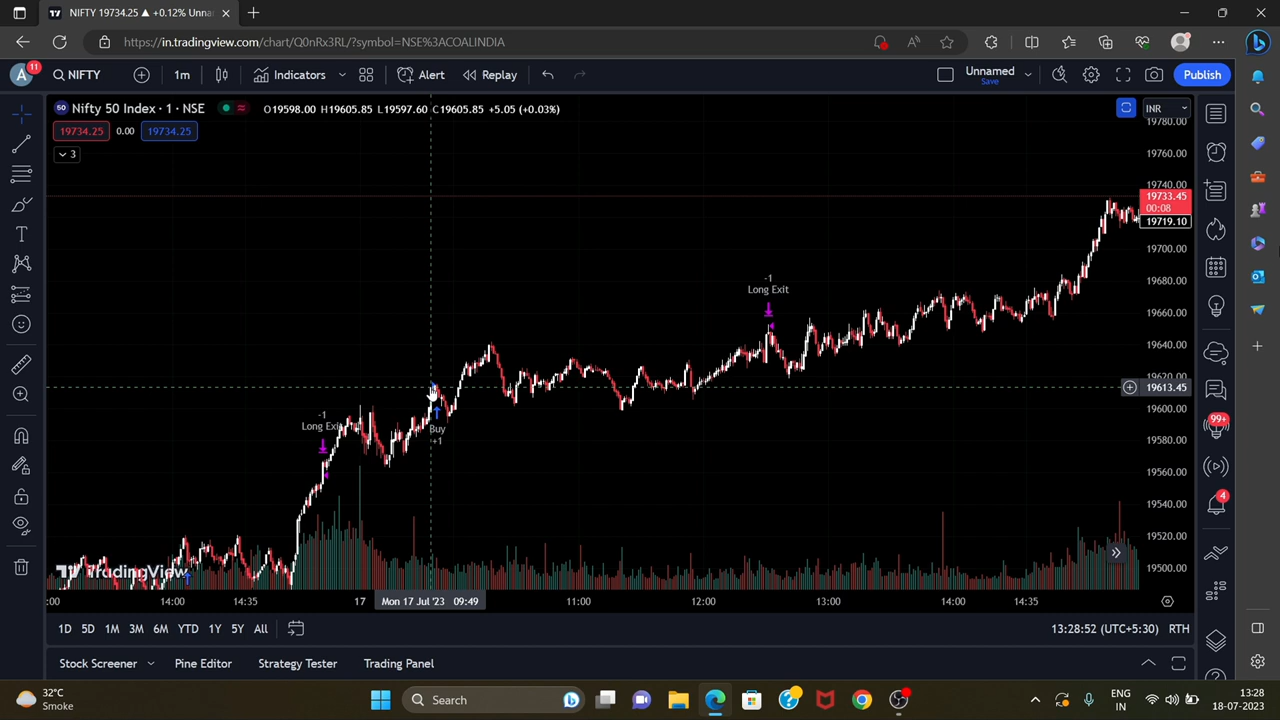 NIFTY 19734.25 ▲ +0.12% Unna
https://in.tradingview.com/chart/Q0nRx3RL/?symbol=NSE%3ACOALINDIA
A 11 NIFTY 1m Indicators Alert Replay Unnamed Save Publish
50 Nifty 50 Index · 1 · NSE O19598.00 H19605.85 L19597.60 C19605.85 +5.05 (+0.03%) INR
19734.25 0.00 19734.25
3
19780.00
19760.00
19740.00
19733.45
00:08
19719.10
19700.00
19680.00
19660.00
19640.00
19620.00
19613.45
19600.00
19580.00
19560.00
19540.00
19520.00
19500.00
-1
Long Exit
-1
Long Exit
Buy
+1
TradingView
:00 14:00 14:35 17 Mon 17 Jul '23 09:49 11:00 12:00 13:00 14:00 14:35
99+
4
1D 5D 1M 3M 6M YTD 1Y 5Y All 13:28:52 (UTC+5:30) RTH
Stock Screener Pine Editor Strategy Tester Trading Panel
32°C
Smoke
Search
ENG
IN
13:28
18-07-2023